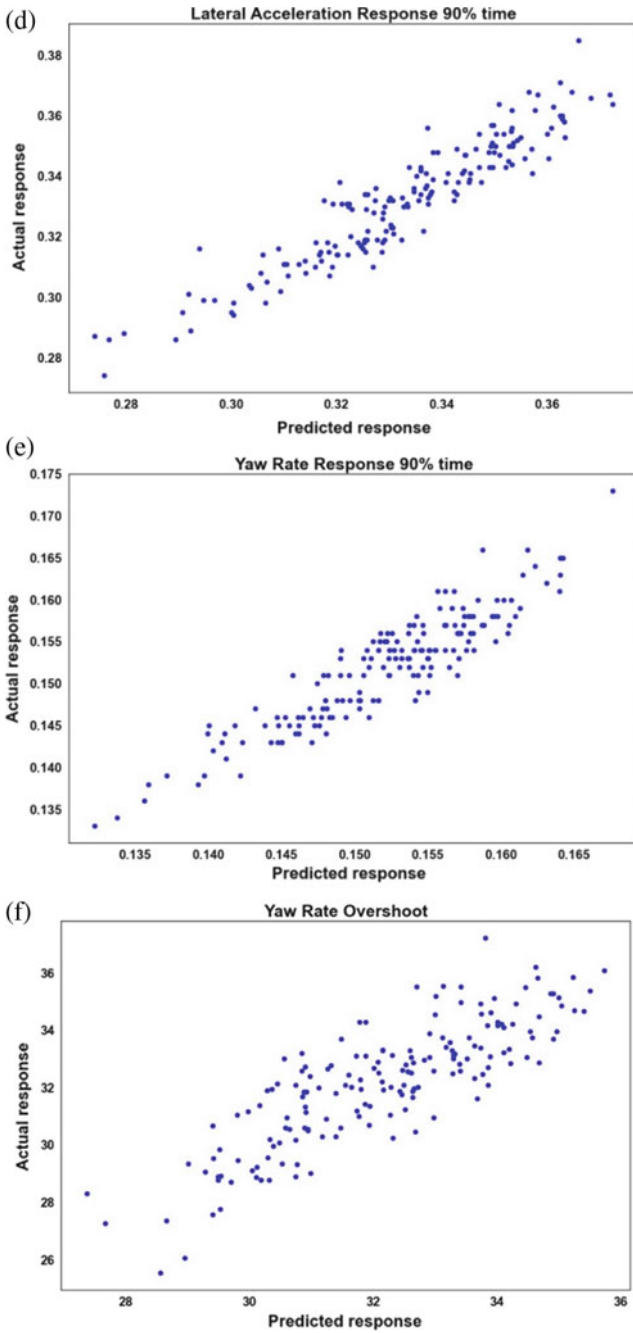 (d)
Lateral Acceleration Response 90% time
0.38
0.36
0.34
0.32
0.30
0.28
Actual response
0.28 0.30 0.32 0.34 0.36
Predicted response
(e)
Yaw Rate Response 90% time
0.175
0.170
0.165
0.160
0.155
0.150
0.145
0.140
0.135
Actual response
0.135 0.140 0.145 0.150 0.155 0.160 0.165
Predicted response
(f)
Yaw Rate Overshoot
36
34
32
30
28
26
Actual response
28 30 32 34 36
Predicted response